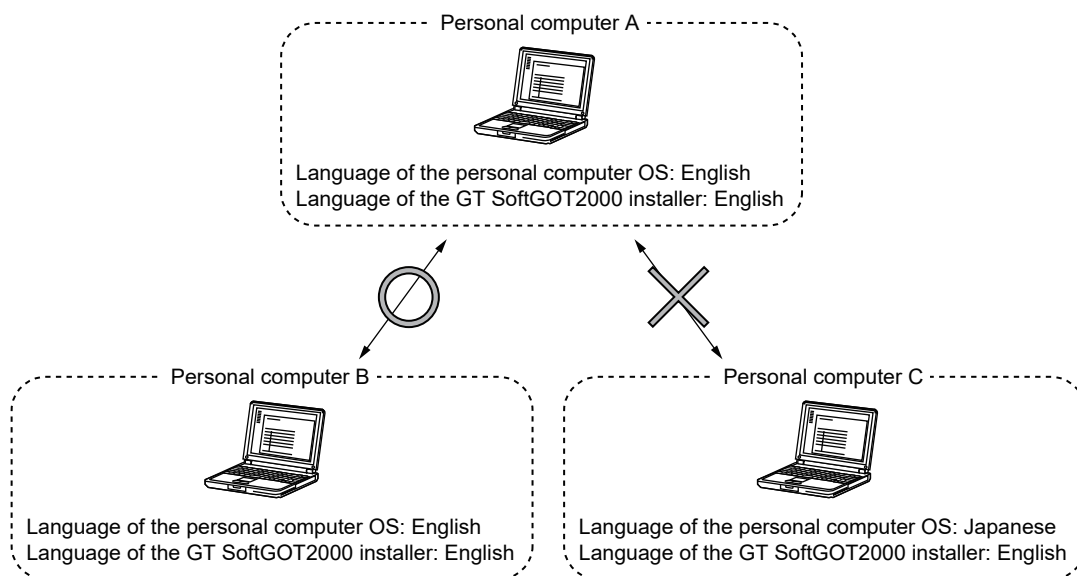 Personal computer A
Language of the personal computer OS: English
Language of the GT SoftGOT2000 installer: English
Personal computer B
Language of the personal computer OS: English
Language of the GT SoftGOT2000 installer: English
Personal computer C
Language of the personal computer OS: Japanese
Language of the GT SoftGOT2000 installer: English